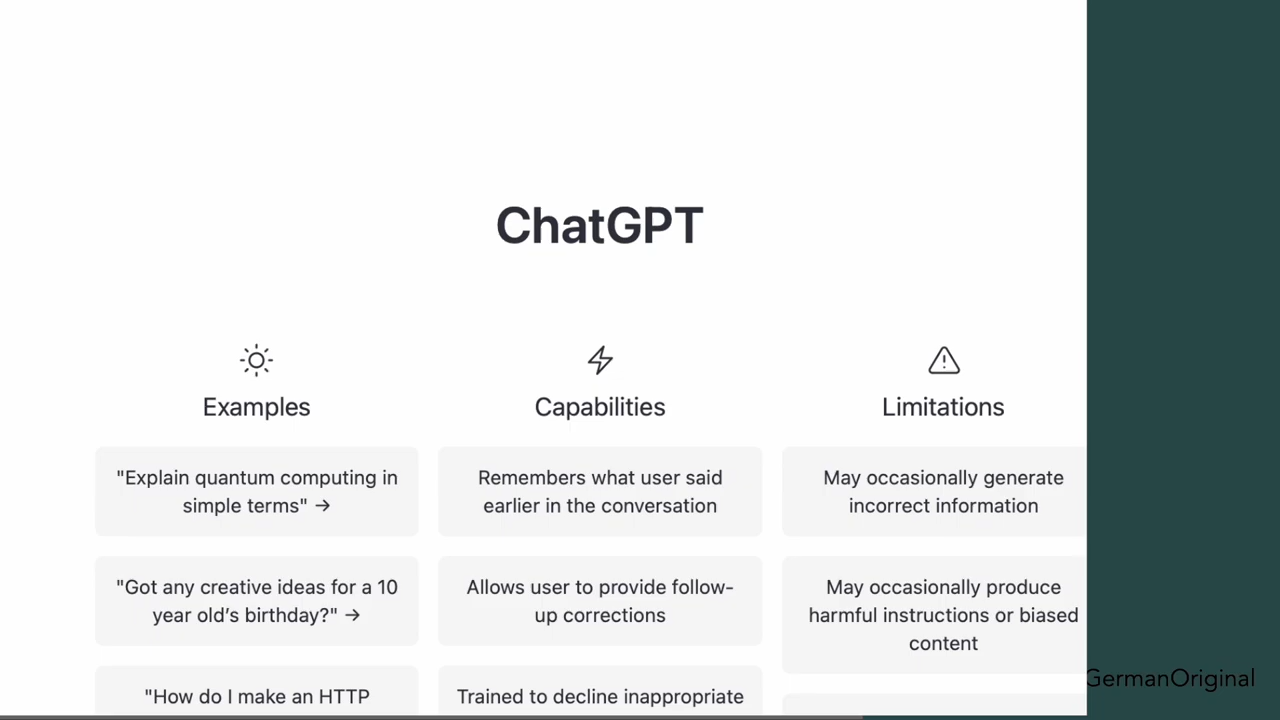 ChatGPT
Examples
"Explain quantum computing in
simple terms" →
"Got any creative ideas for a 10
year old's birthday?" →
"How do I make an HTTP
Capabilities
Remembers what user said
earlier in the conversation
Allows user to provide follow-
up corrections
Trained to decline inappropriate
Limitations
May occasionally generate
incorrect information
May occasionally produce
harmful instructions or biased
content
GermanOriginal